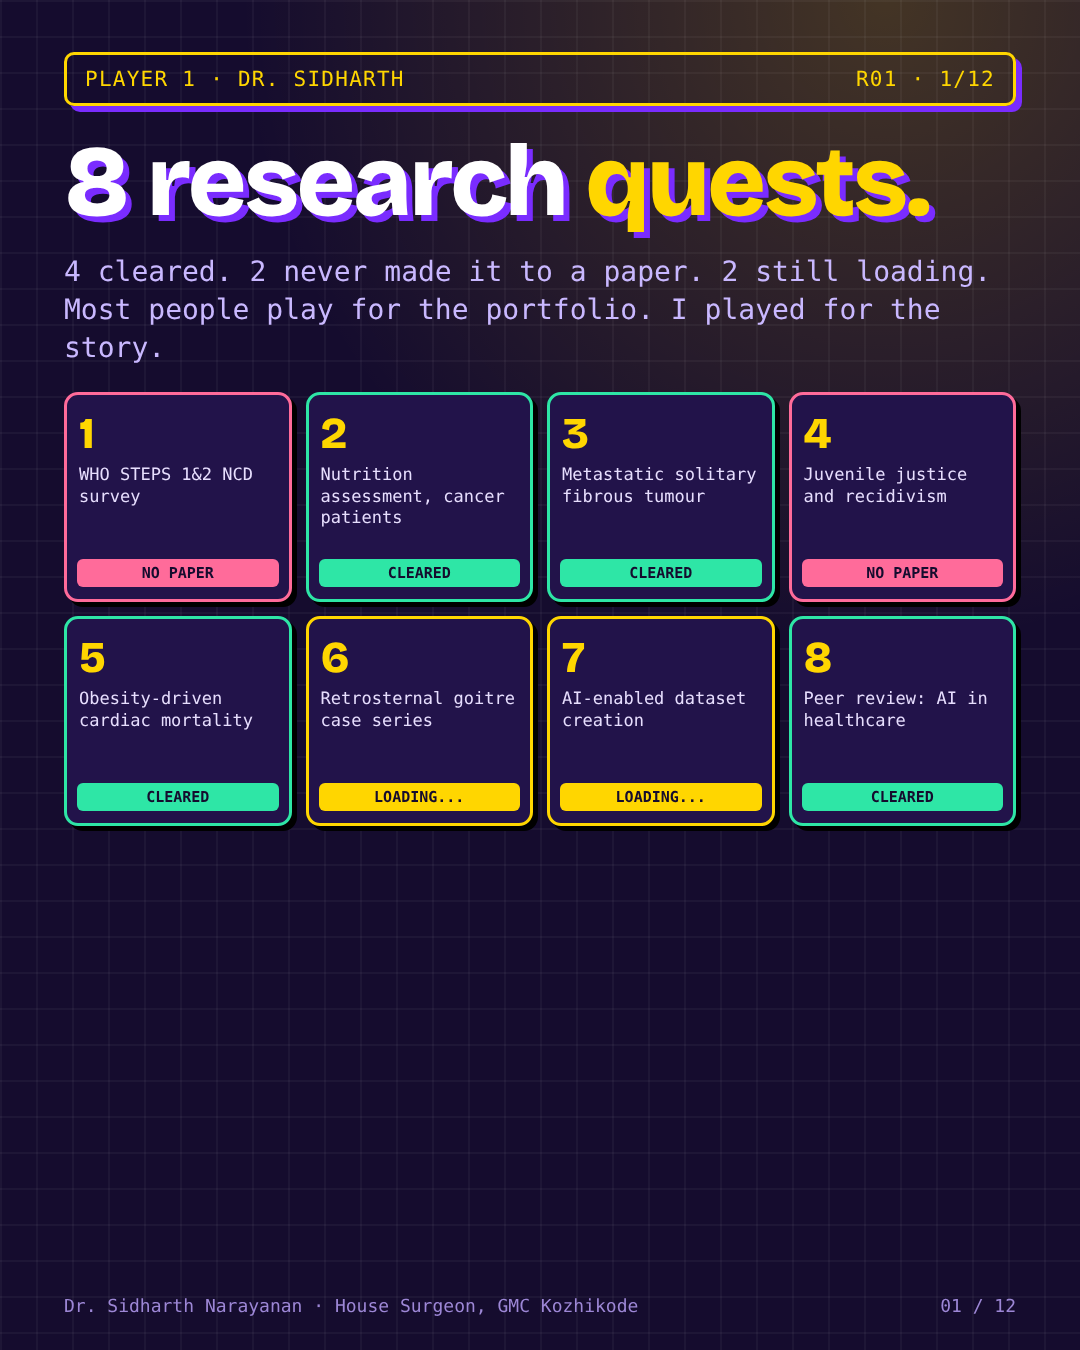 PLAYER 1 · DR. SIDHARTH
R01 · 1/12
8 research quests.
4 cleared. 2 never made it to a paper. 2 still loading.
Most people play for the portfolio. I played for the
story.
1
WHO STEPS 1&2 NCD
survey
NO PAPER
2
Nutrition
assessment, cancer
patients
CLEARED
3
Metastatic solitary
fibrous tumour
CLEARED
4
Juvenile justice
and recidivism
NO PAPER
5
Obesity-driven
cardiac mortality
CLEARED
6
Retrosternal goitre
case series
LOADING...
7
AI-enabled dataset
creation
LOADING...
8
Peer review: AI in
healthcare
CLEARED
Dr. Sidharth Narayanan · House Surgeon, GMC Kozhikode
01 / 12